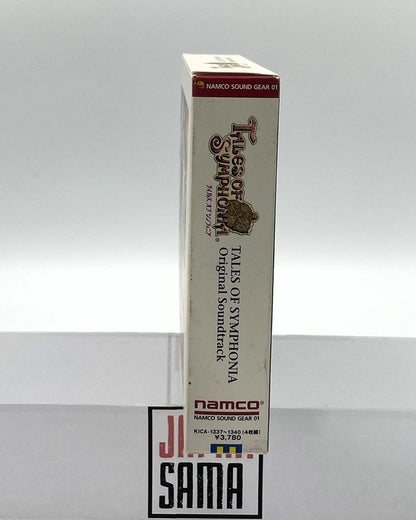 NAMCO SOUND GEAR 01
TALES OF
SYMPHONIA
テイルズ オブ シンフォニア
TALES OF SYMPHONIA
Original Soundtrack
namco®
NAMCO SOUND GEAR 01
KICA-1337~1340 (4枚組)
¥3,780
SAMA